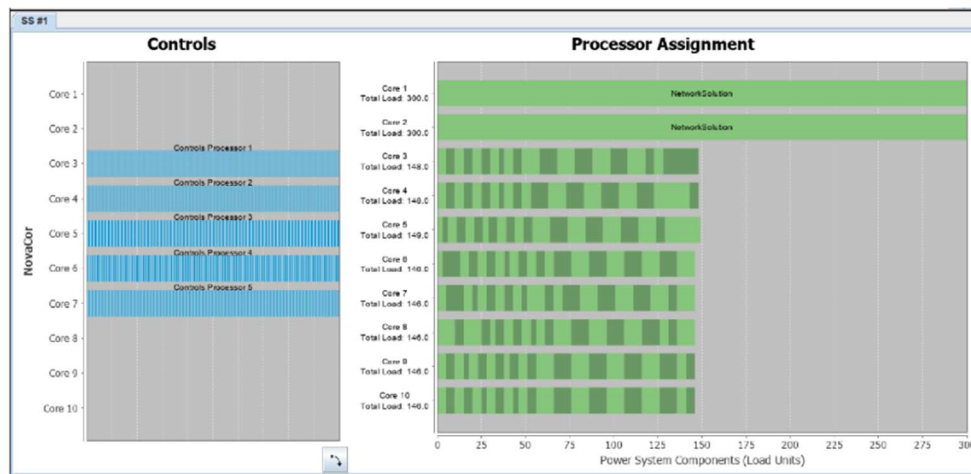 SS #1
Controls
Processor Assignment
NovaCor
Core 1
Core 2
Core 3
Core 4
Core 5
Core 6
Core 7
Core 8
Core 9
Core 10
Controls Processor 1
Controls Processor 2
Controls Processor 3
Controls Processor 4
Controls Processor 5
Core 1
Total Load: 300.0
NetworkSolution
Core 2
Total Load: 300.0
NetworkSolution
Core 3
Total Load: 148.0
Core 4
Total Load: 148.0
Core 5
Total Load: 149.0
Core 6
Total Load: 146.0
Core 7
Total Load: 146.0
Core 8
Total Load: 146.0
Core 9
Total Load: 146.0
Core 10
Total Load: 146.0
0 25 50 75 100 125 150 175 200 225 250 275 300
Power System Components (Load Units)